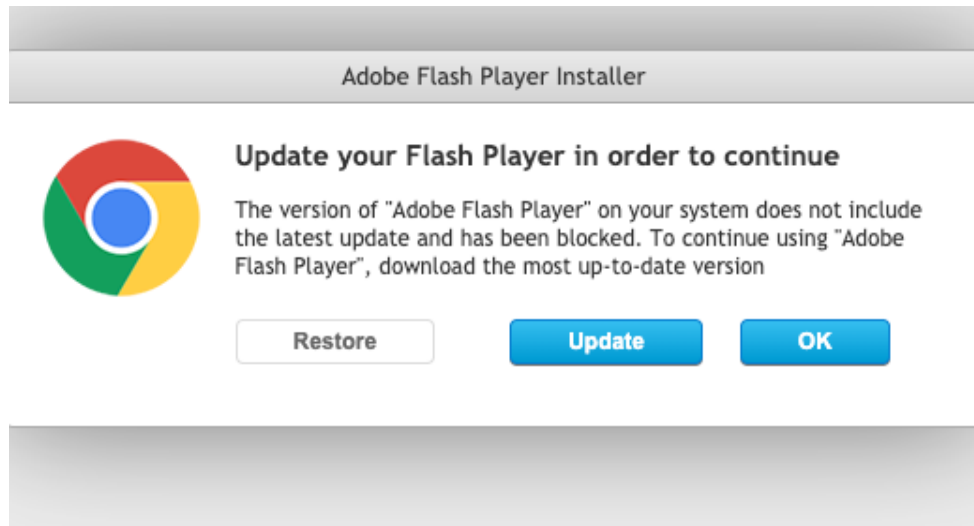 Adobe Flash Player Installer
Update your Flash Player in order to continue
The version of "Adobe Flash Player" on your system does not include
the latest update and has been blocked. To continue using "Adobe
Flash Player", download the most up-to-date version
Restore Update OK